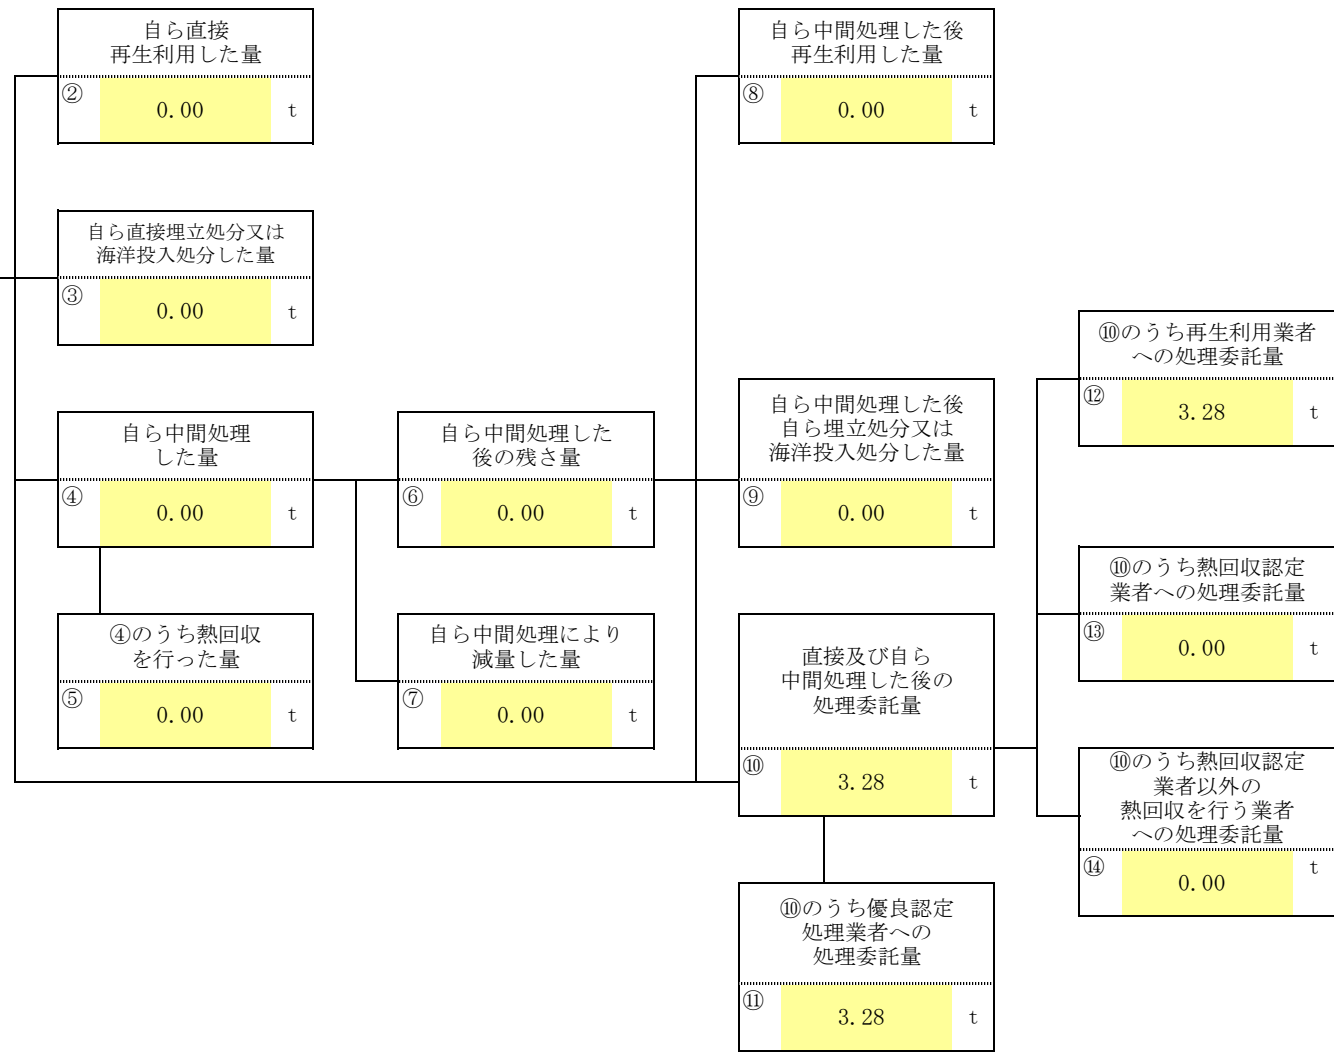 自ら直接
再生利用した量
② 0.00 t
自ら中間処理した後
再生利用した量
⑧ 0.00 t
自ら直接埋立処分又は
海洋投入処分した量
③ 0.00 t
⑩のうち再生利用業者
への処理委託量
⑫ 3.28 t
自ら中間処理
した量
④ 0.00 t
自ら中間処理した
後の残さ量
⑥ 0.00 t
自ら中間処理した後
自ら埋立処分又は
海洋投入処分した量
⑨ 0.00 t
⑩のうち熱回収認定
業者への処理委託量
⑬ 0.00 t
④のうち熱回収
を行った量
⑤ 0.00 t
自ら中間処理により
減量した量
⑦ 0.00 t
直接及び自ら
中間処理した後の
処理委託量
⑩ 3.28 t
⑩のうち熱回収認定
業者以外の
熱回収を行う業者
への処理委託量
⑭ 0.00 t
⑩のうち優良認定
処理業者への
処理委託量
⑪ 3.28 t